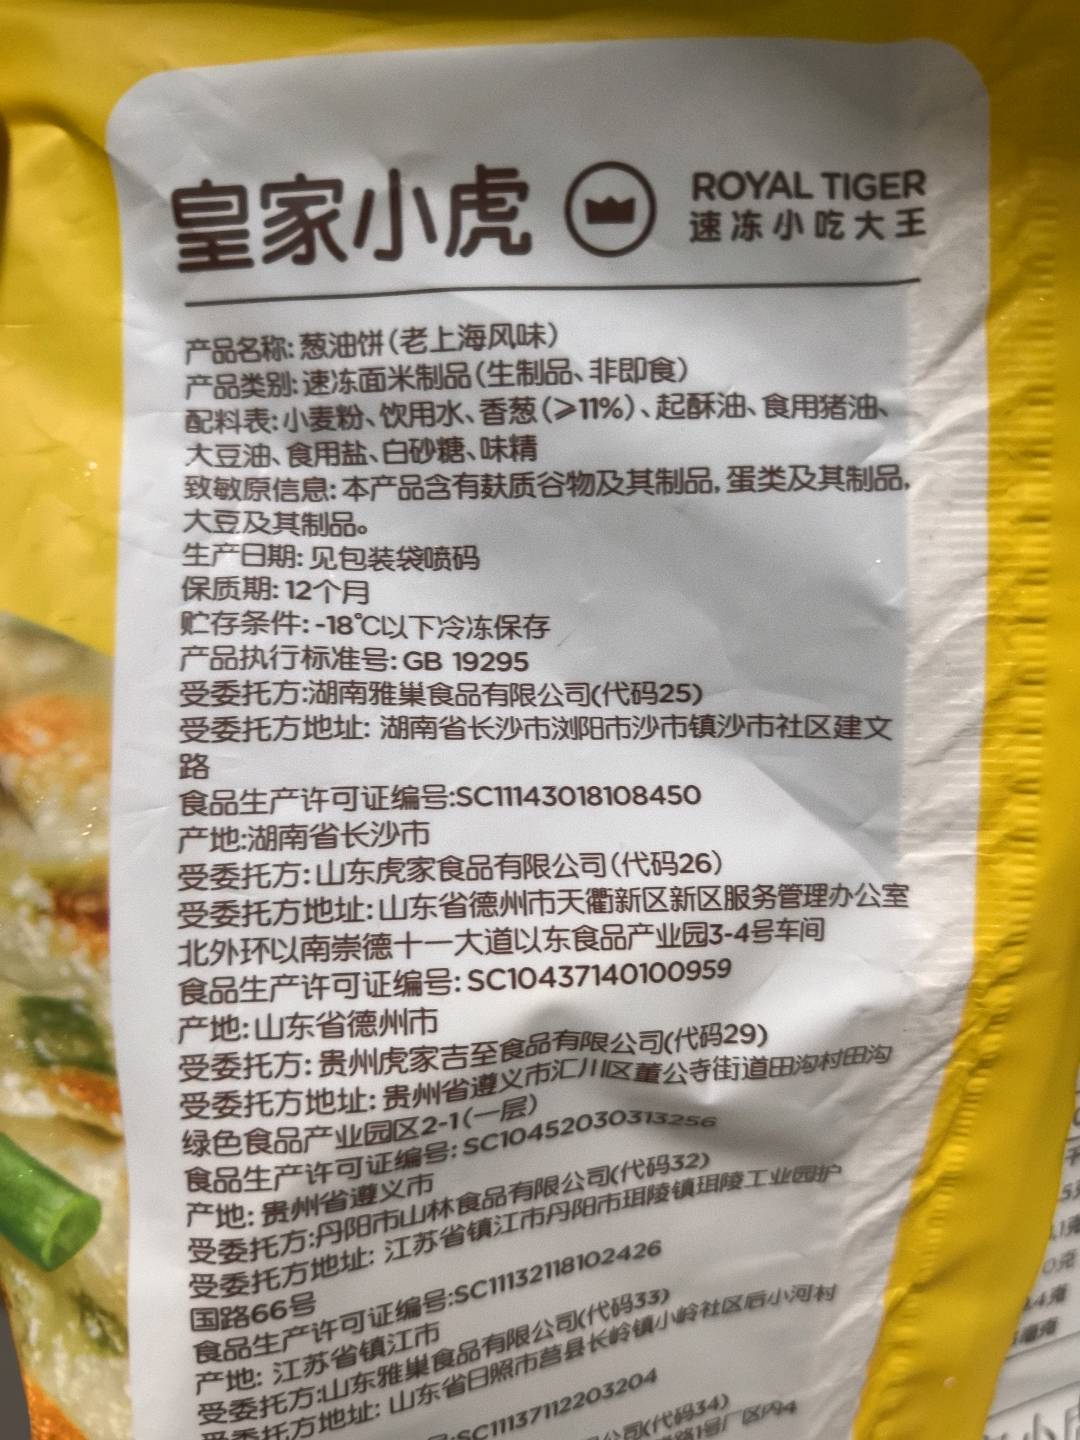 皇家小虎
ROYAL TIGER
速冻小吃大王
产品名称: 葱油饼(老上海风味)
产品类别: 速冻面米制品(生制品、非即食)
配料表: 小麦粉、饮用水、香葱(≥11%)、起酥油、食用猪油、
大豆油、食用盐、白砂糖、味精
致敏原信息: 本产品含有麸质谷物及其制品, 蛋类及其制品,
大豆及其制品。
生产日期: 见包装袋喷码
保质期: 12个月
贮存条件: -18℃以下冷冻保存
产品执行标准号: GB 19295
受委托方:湖南雅巢食品有限公司(代码25)
受委托方地址: 湖南省长沙市浏阳市沙市镇沙市社区建文
路
食品生产许可证编号:SC11143018108450
产地:湖南省长沙市
受委托方: 山东虎家食品有限公司(代码26)
受委托方地址: 山东省德州市天衢新区新区服务管理办公室
北外环以南崇德十一大道以东食品产业园3-4号车间
食品生产许可证编号: SC10437140100959
产地: 山东省德州市
受委托方: 贵州虎家吉至食品有限公司(代码29)
受委托方地址: 贵州省遵义市汇川区董公寺街道田沟村田沟
绿色食品产业园区2-1(一层)
食品生产许可证编号: SC10452030313256
产地: 贵州省遵义市
受委托方:丹阳市山林食品有限公司(代码32)
受委托方地址: 江苏省镇江市丹阳市珥陵镇珥陵工业园护
国路66号
食品生产许可证编号:SC11132118102426
产地: 江苏省镇江市
受委托方:山东雅巢食品有限公司(代码33)
受委托方地址: 山东省日照市莒县长岭镇小岭社区后小河村
:SC11137112203204
公司(代码34)
路1号厂区内4